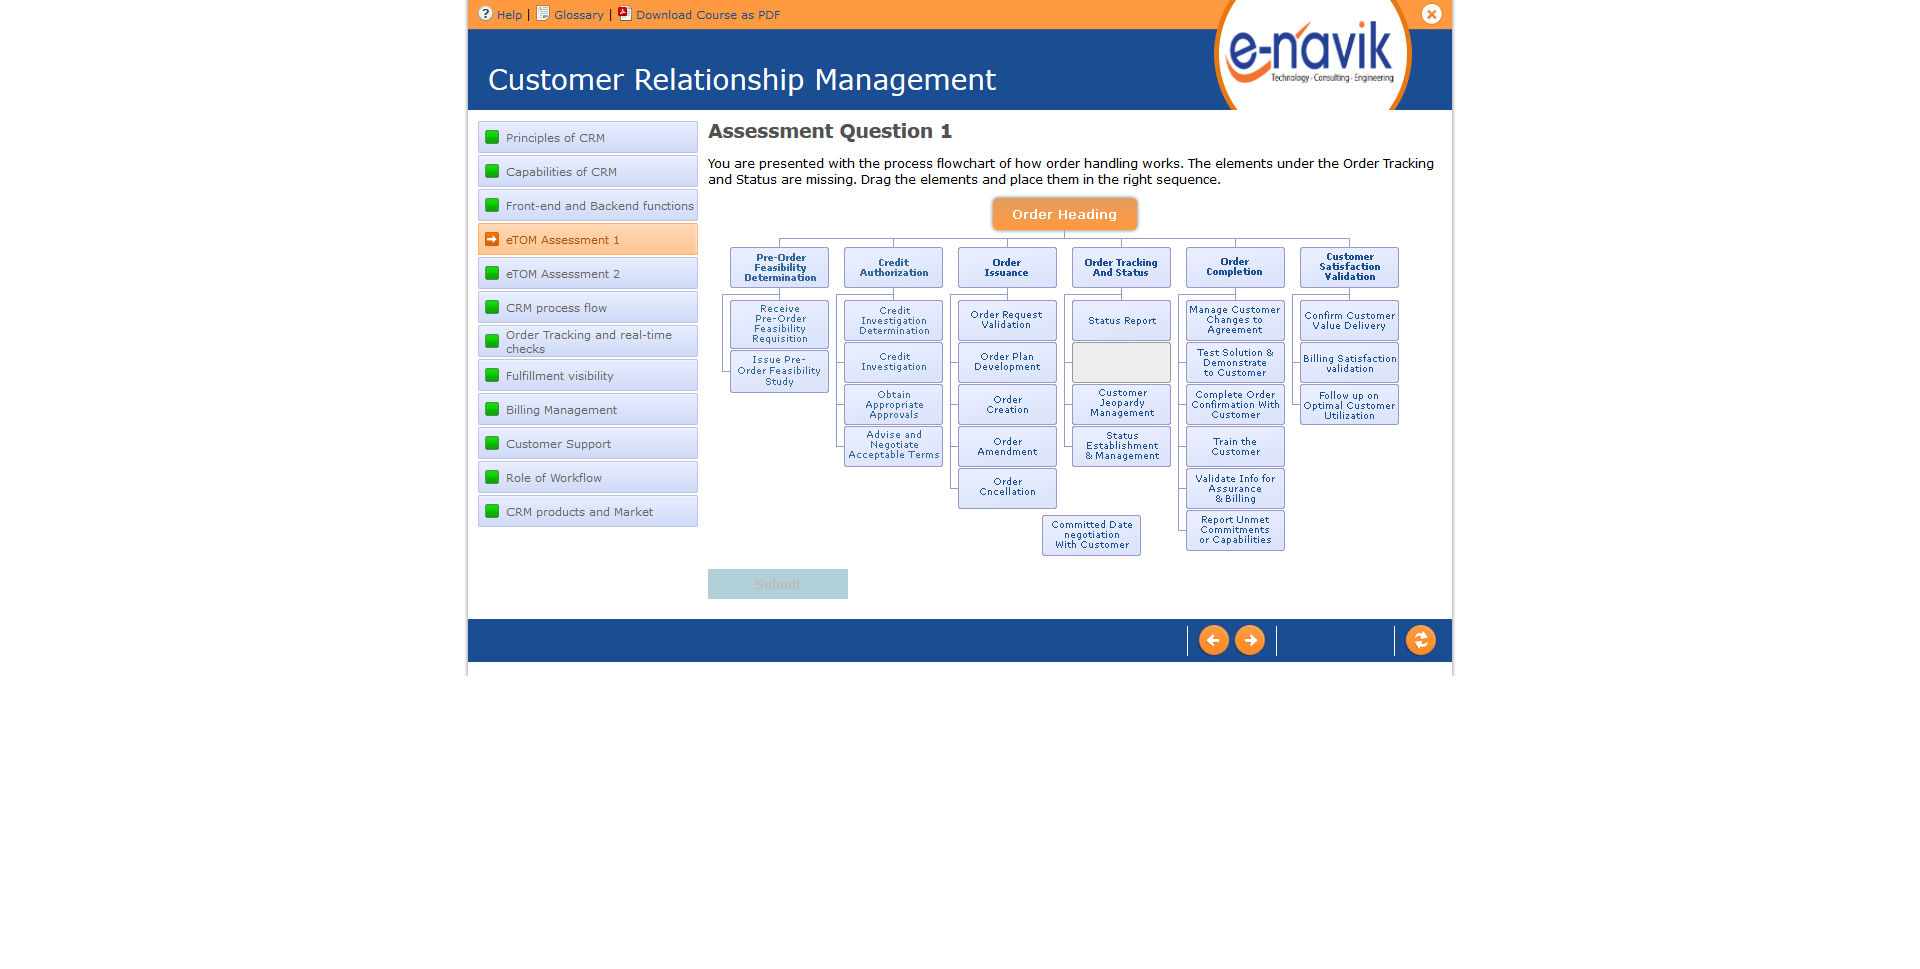 Help | Glossary | Download Course as PDF
e-navik
Technology - Consulting - Engineering
Customer Relationship Management
Principles of CRM
Capabilities of CRM
Front-end and Backend functions
eTOM Assessment 1
eTOM Assessment 2
CRM process flow
Order Tracking and real-time
checks
Fulfillment visibility
Billing Management
Customer Support
Role of Workflow
CRM products and Market
Assessment Question 1
You are presented with the process flowchart of how order handling works. The elements under the Order Tracking
and Status are missing. Drag the elements and place them in the right sequence.
Order Heading
Pre-Order
Feasibility
Determination
Receive
Pre-Order
Feasibility
Requisition
Issue Pre-
Order Feasibility
Study
Credit
Authorization
Credit
Investigation
Determination
Credit
Investigation
Obtain
Appropriate
Approvals
Advise and
Negotiate
Acceptable Terms
Order
Issuance
Order Request
Validation
Order Plan
Development
Order
Creation
Order
Amendment
Order
Cncellation
Order Tracking
And Status
Status Report
Customer
Jeopardy
Management
Status
Establishment
& Management
Order
Completion
Manage Customer
Changes to
Agreement
Test Solution &
Demonstrate
to Customer
Complete Order
Confirmation With
Customer
Train the
Customer
Validate Info for
Assurance
& Billing
Report Unmet
Commitments
or Capabilities
Customer
Satisfaction
Validation
Confirm Customer
Value Delivery
Billing Satisfaction
validation
Follow up on
Optimal Customer
Utilization
Committed Date
negotiation
With Customer
Submit